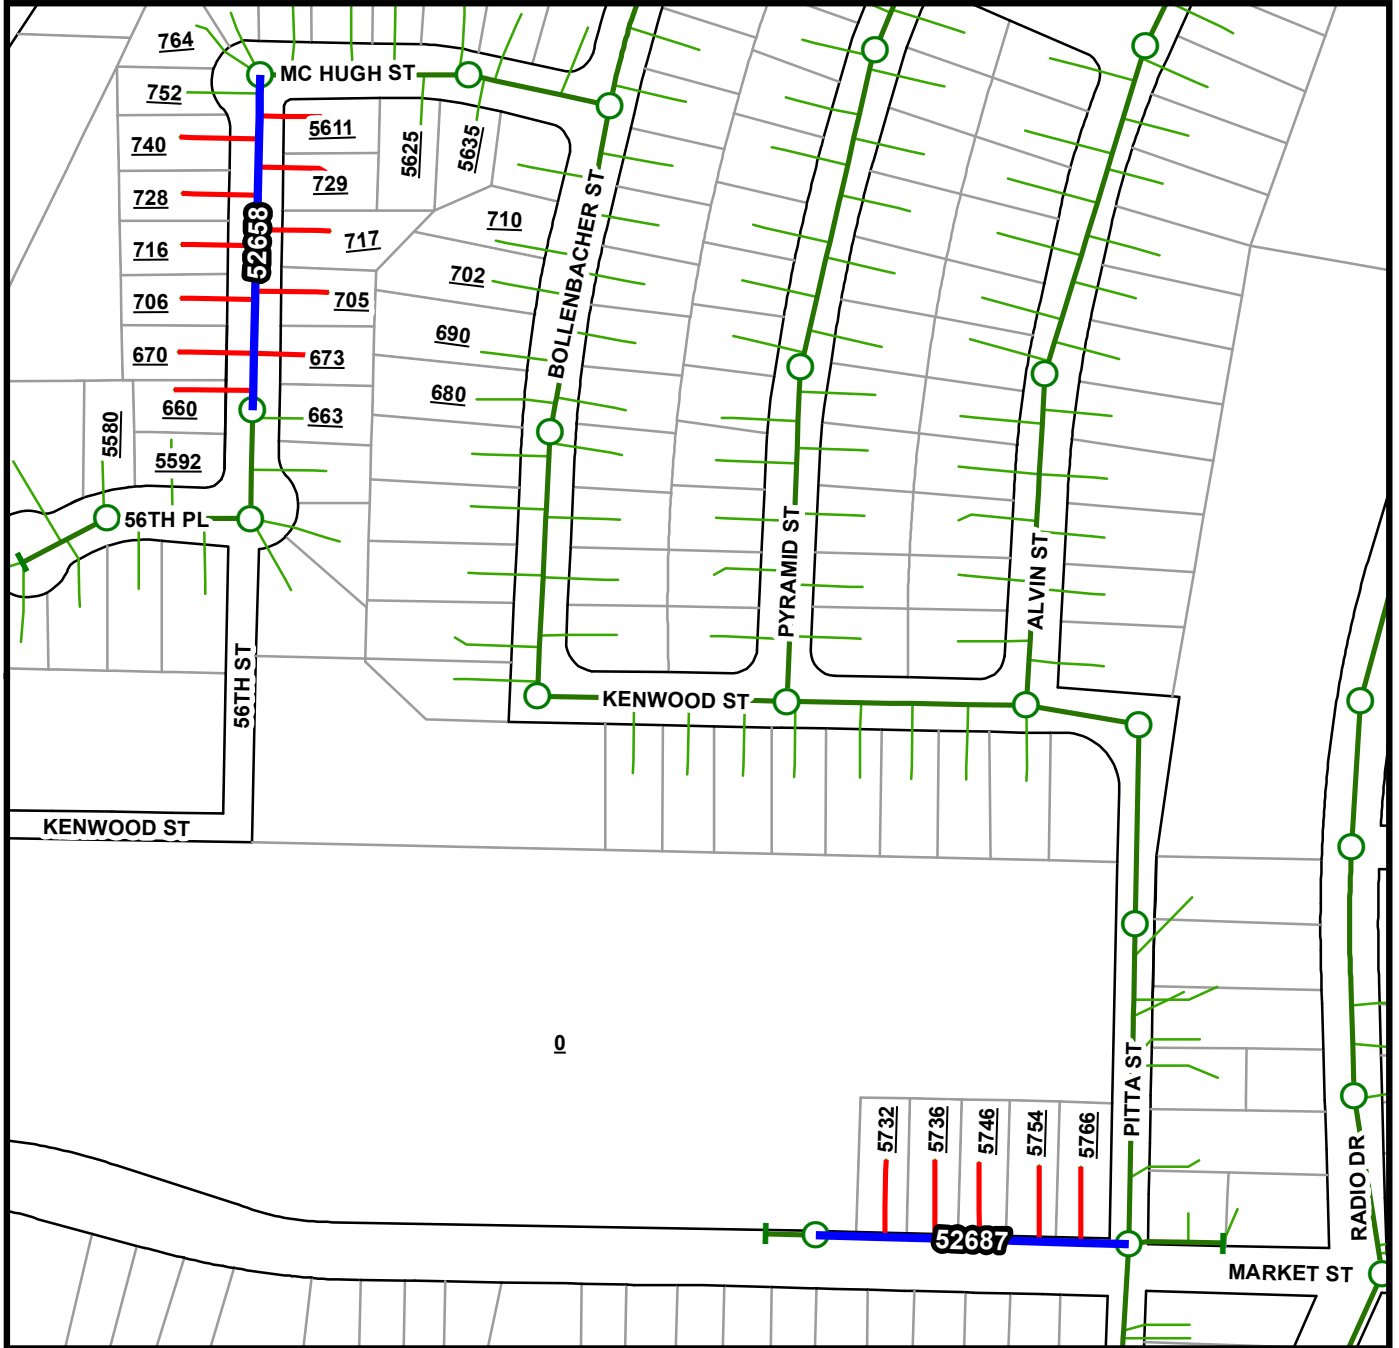 764
MC HUGH ST
752
5611
740
5625
5635
729
728
710
717
716
52658
BOLLENBACHER ST
702
706
705
690
670
673
680
660
663
5580
5592
56TH PL
PYRAMID ST
ALVIN ST
56TH ST
KENWOOD ST
KENWOOD ST
0
PITTA ST
5732
5736
5746
5754
5766
RADIO DR
52687
MARKET ST